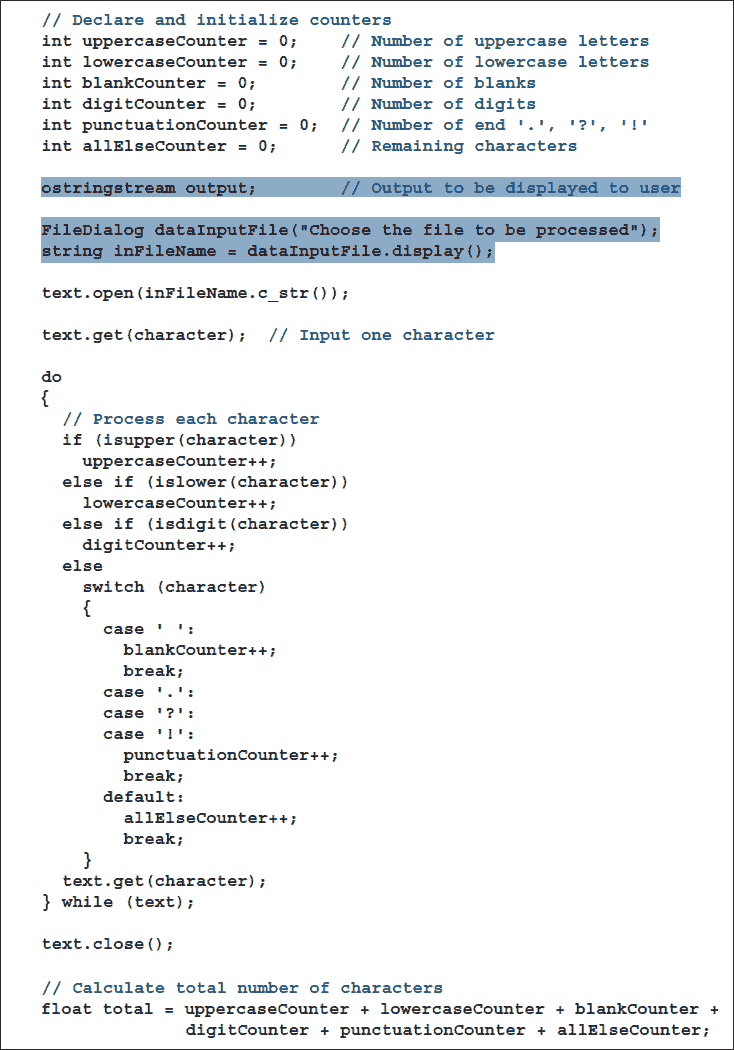 // Declare and initialize counters
int uppercaseCounter = 0;    // Number of uppercase letters
int lowercaseCounter = 0;    // Number of lowercase letters
int blankCounter = 0;        // Number of blanks
int digitCounter = 0;        // Number of digits
int punctuationCounter = 0;  // Number of end '.', '?', '!'
int allElseCounter = 0;      // Remaining characters

ostringstream output;        // Output to be displayed to user

FileDialog dataInputFile("Choose the file to be processed");
string inFileName = dataInputFile.display();

text.open(inFileName.c_str());

text.get(character);  // Input one character

do
{
  // Process each character
  if (isupper(character))
    uppercaseCounter++;
  else if (islower(character))
    lowercaseCounter++;
  else if (isdigit(character))
    digitCounter++;
  else
    switch (character)
    {
      case ' ':
        blankCounter++;
        break;
      case '.':
      case '?':
      case '!':
        punctuationCounter++;
        break;
      default:
        allElseCounter++;
        break;
    }
  text.get(character);
} while (text);

text.close();

// Calculate total number of characters
float total = uppercaseCounter + lowercaseCounter + blankCounter +
              digitCounter + punctuationCounter + allElseCounter;